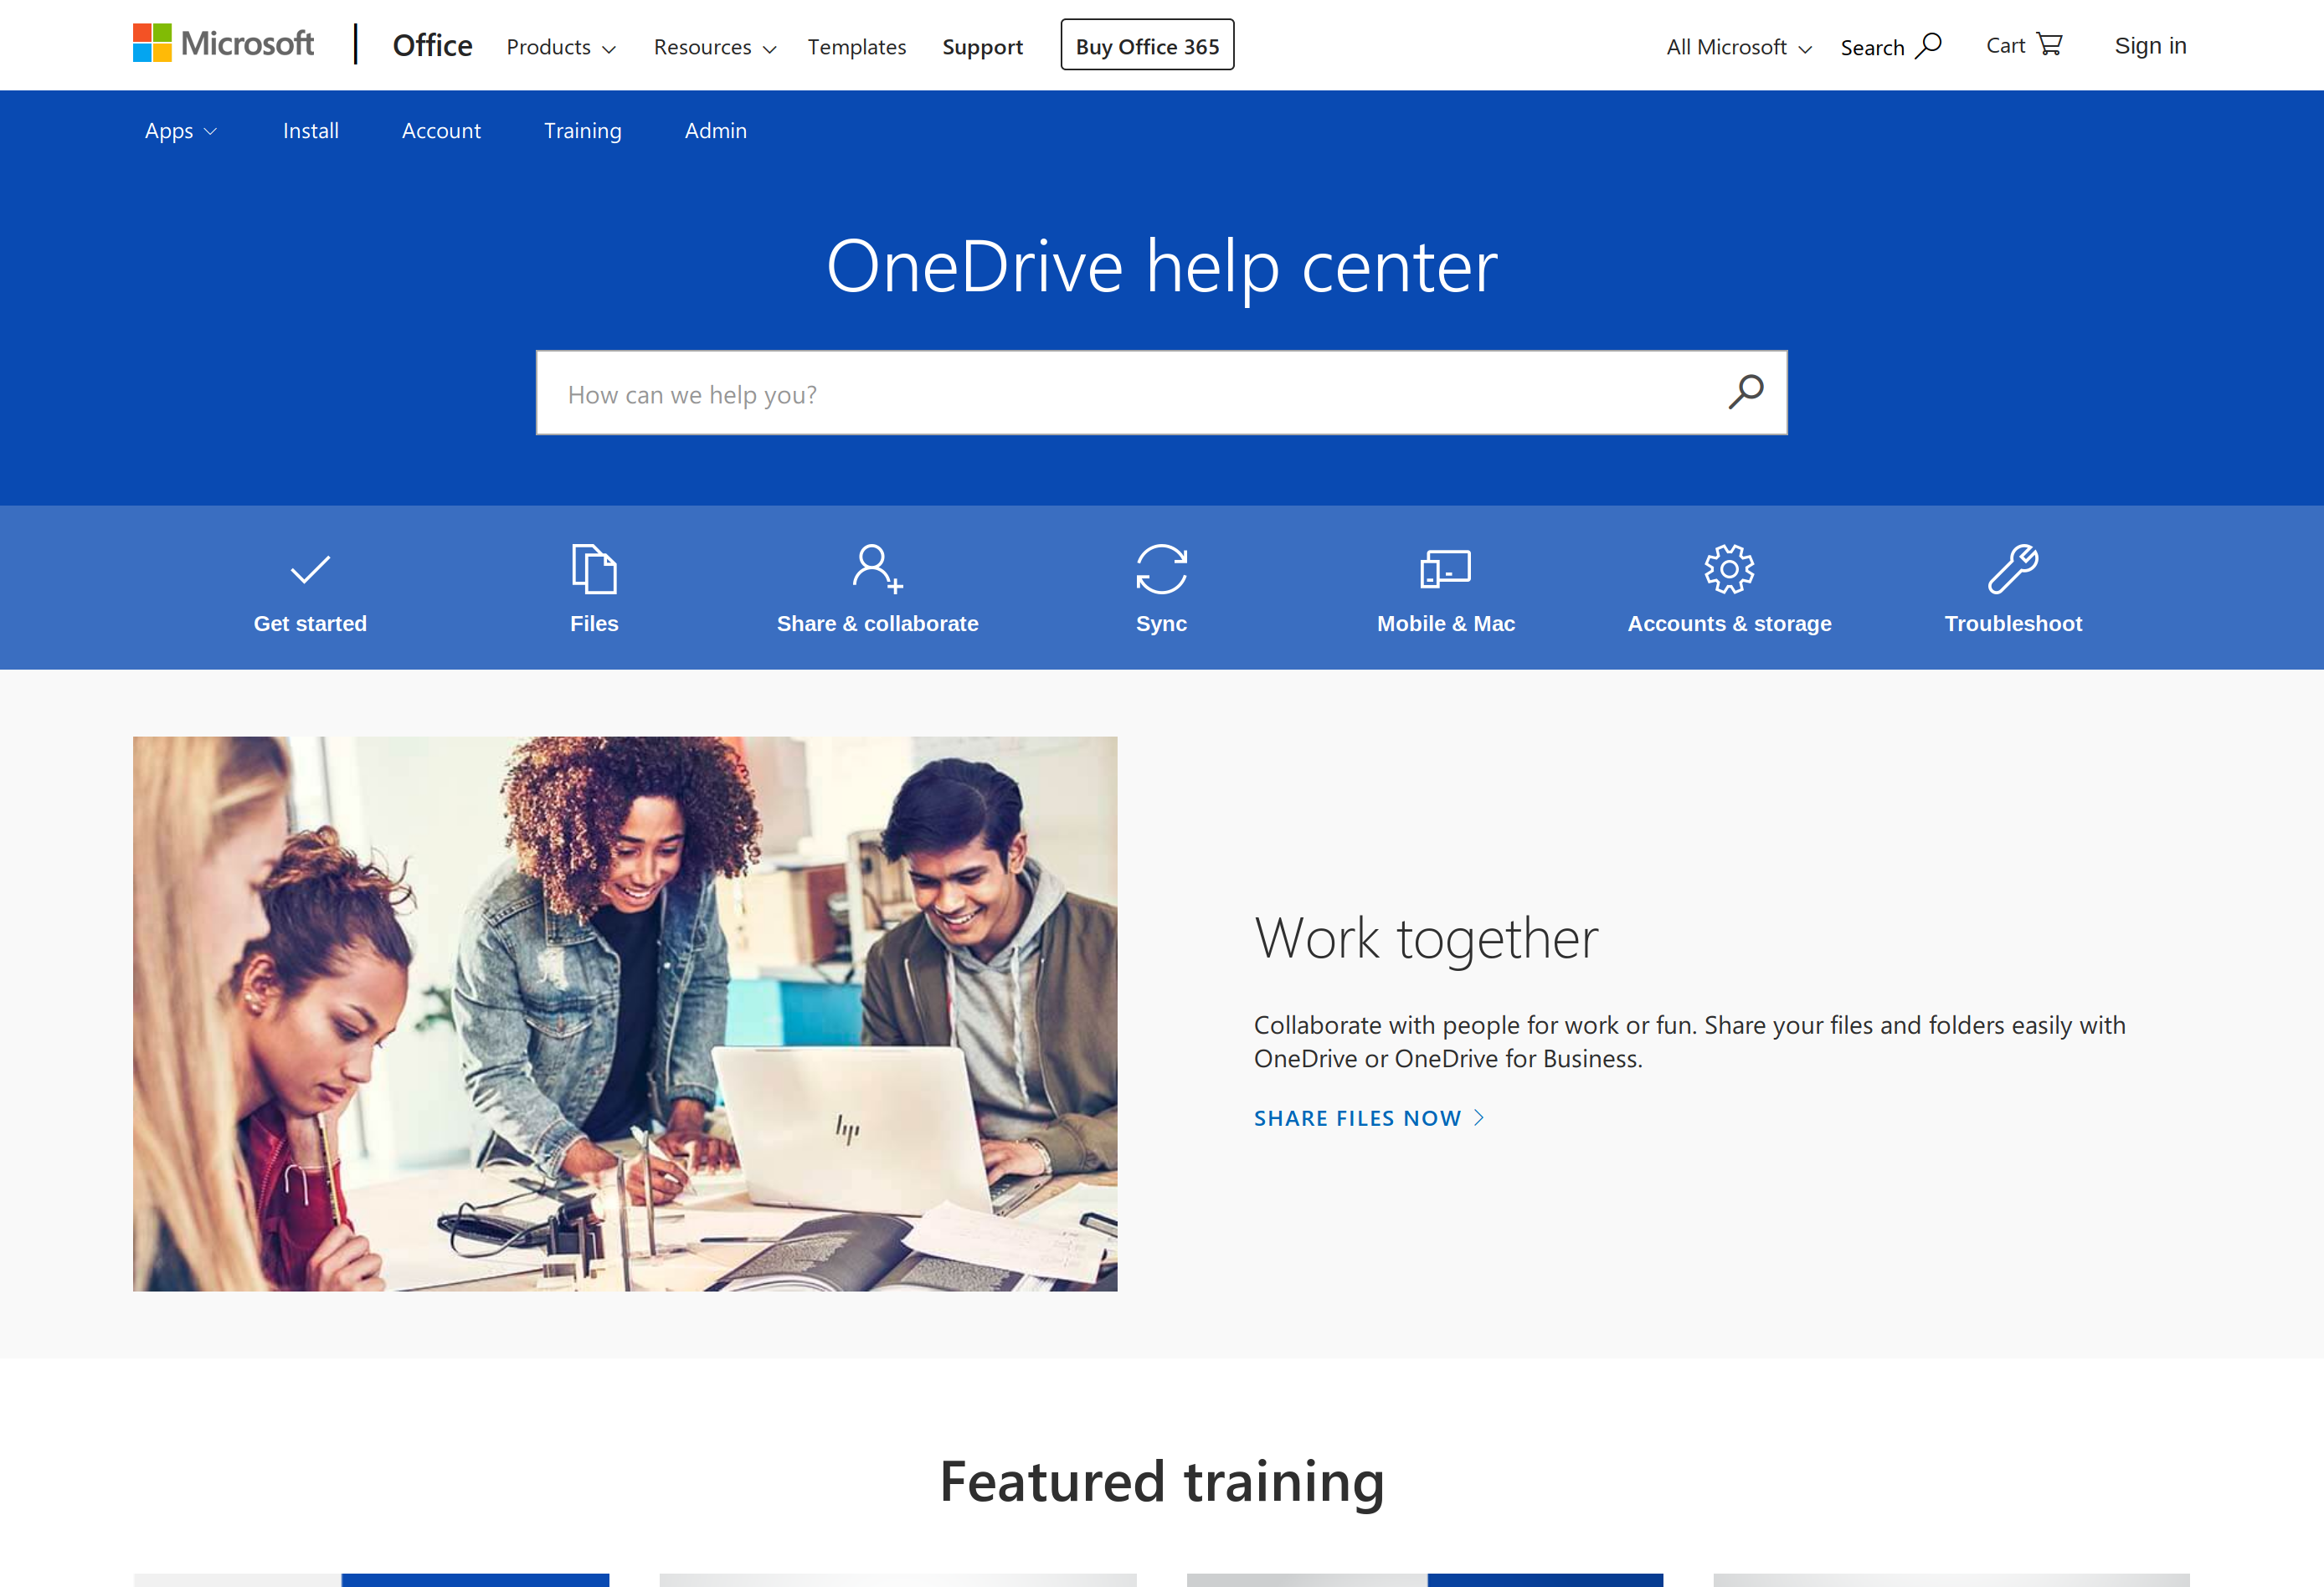 Microsoft
Office
Products
Resources
Templates
Support
Buy Office 365
All Microsoft
Search
Cart
Sign in
Apps
Install
Account
Training
Admin
OneDrive help center
How can we help you?
Get started
Files
Share & collaborate
Sync
Mobile & Mac
Accounts & storage
Troubleshoot
hp
Work together
Collaborate with people for work or fun. Share your files and folders easily with
OneDrive or OneDrive for Business.
SHARE FILES NOW
Featured training